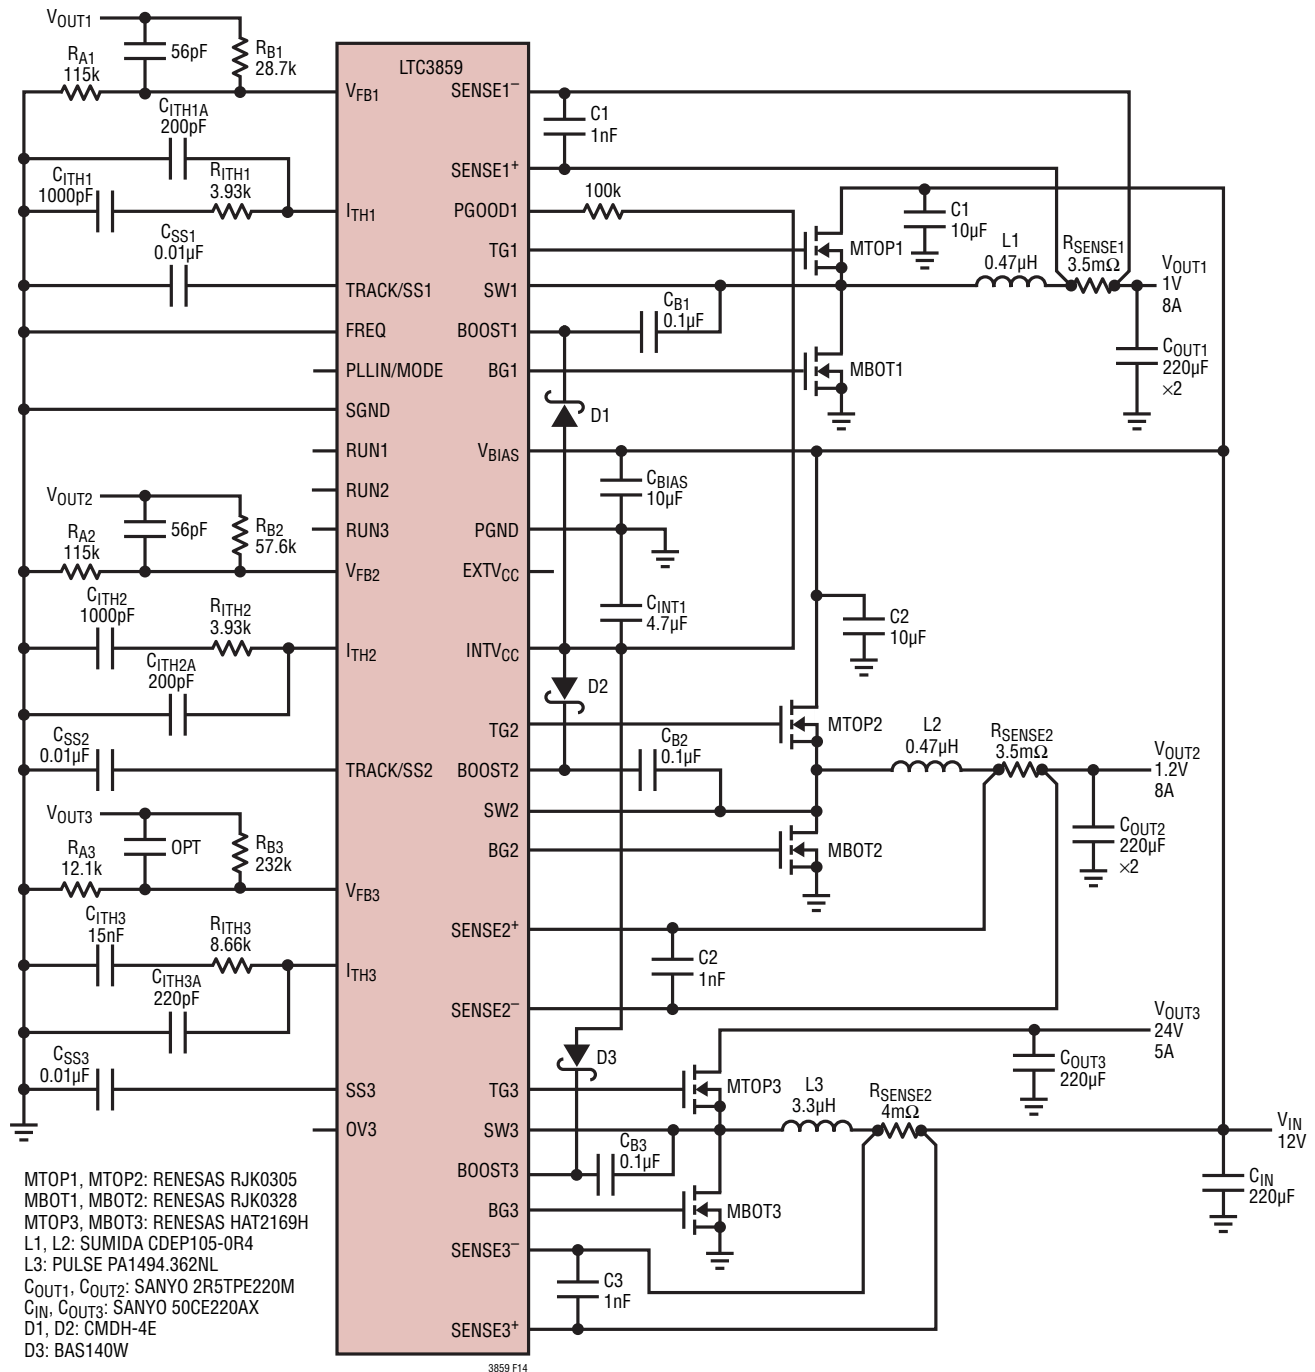 VOUT1
RA1
115k
56pF
RB1
28.7k
CITH1A
200pF
CITH1
1000pF
RITH1
3.93k
CSS1
0.01µF
VOUT2
RA2
115k
56pF
RB2
57.6k
CITH2
1000pF
RITH2
3.93k
CITH2A
200pF
CSS2
0.01µF
VOUT3
RA3
12.1k
OPT
RB3
232k
CITH3
15nF
RITH3
8.66k
CITH3A
220pF
CSS3
0.01µF
LTC3859
VFB1
ITH1
TRACK/SS1
FREQ
PLLIN/MODE
SGND
RUN1
RUN2
RUN3
VFB2
ITH2
TRACK/SS2
VFB3
ITH3
SS3
OV3
SENSE1–
SENSE1+
PGOOD1
TG1
SW1
BOOST1
BG1
VBIAS
PGND
EXTVCC
INTVCC
TG2
BOOST2
SW2
BG2
SENSE2+
SENSE2–
TG3
SW3
BOOST3
BG3
SENSE3–
SENSE3+
C1
1nF
100k
MTOP1
C1
10µF
L1
0.47µH
RSENSE1
3.5mΩ
VOUT1
1V
8A
CB1
0.1µF
MBOT1
COUT1
220µF
×2
D1
CBIAS
10µF
CINT1
4.7µF
C2
10µF
D2
MTOP2
L2
0.47µH
RSENSE2
3.5mΩ
VOUT2
1.2V
8A
CB2
0.1µF
MBOT2
COUT2
220µF
×2
C2
1nF
VOUT3
24V
5A
D3
COUT3
220µF
MTOP3
L3
3.3µH
RSENSE2
4mΩ
VIN
12V
CB3
0.1µF
CIN
220µF
MBOT3
C3
1nF
MTOP1, MTOP2: RENESAS RJK0305
MBOT1, MBOT2: RENESAS RJK0328
MTOP3, MBOT3: RENESAS HAT2169H
L1, L2: SUMIDA CDEP105-0R4
L3: PULSE PA1494.362NL
COUT1, COUT2: SANYO 2R5TPE220M
CIN, COUT3: SANYO 50CE220AX
D1, D2: CMDH-4E
D3: BAS140W
3859 F14